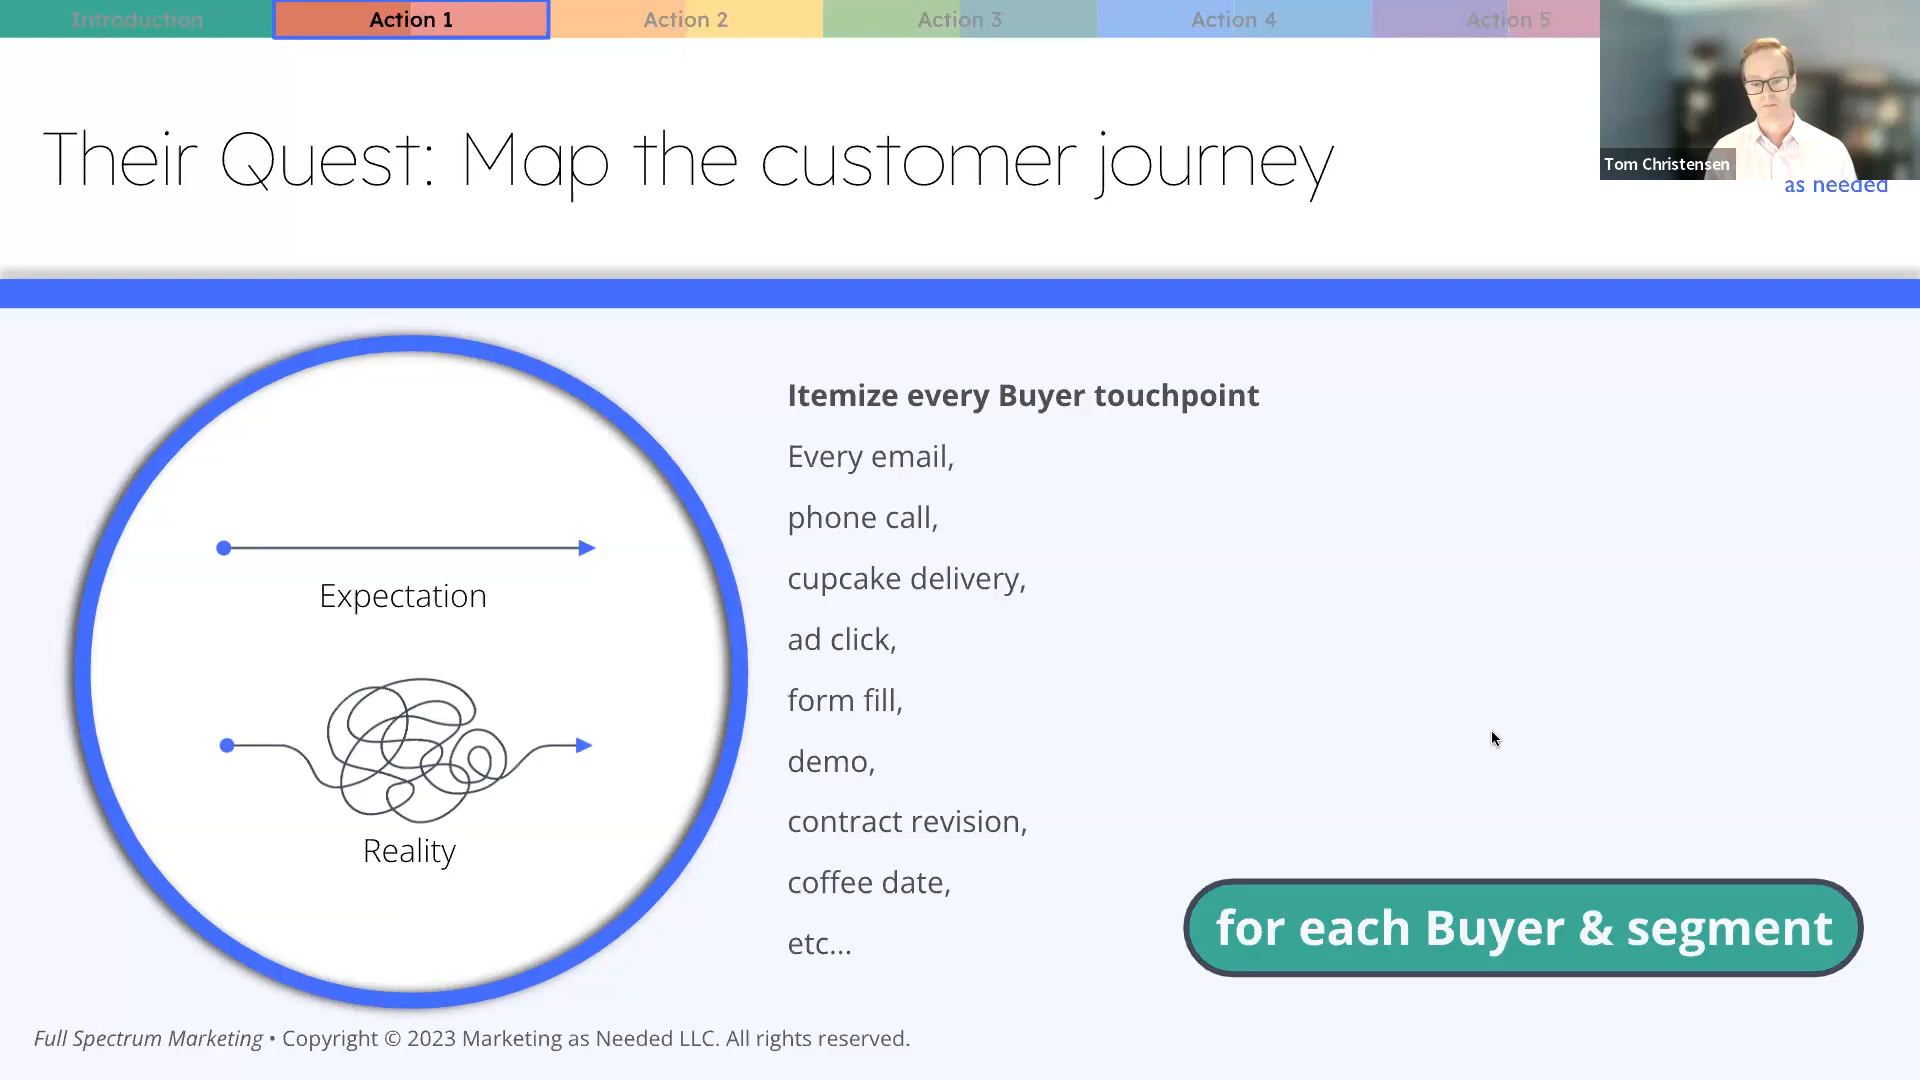 Introduction
Action 1
Action 2
Action 3
Action 4
Action 5
Tom Christensen
as needed
Their Quest: Map the customer journey
Expectation
Reality
Itemize every Buyer touchpoint
Every email,
phone call,
cupcake delivery,
ad click,
form fill,
demo,
contract revision,
coffee date,
etc...
for each Buyer & segment
Full Spectrum Marketing • Copyright © 2023 Marketing as Needed LLC. All rights reserved.